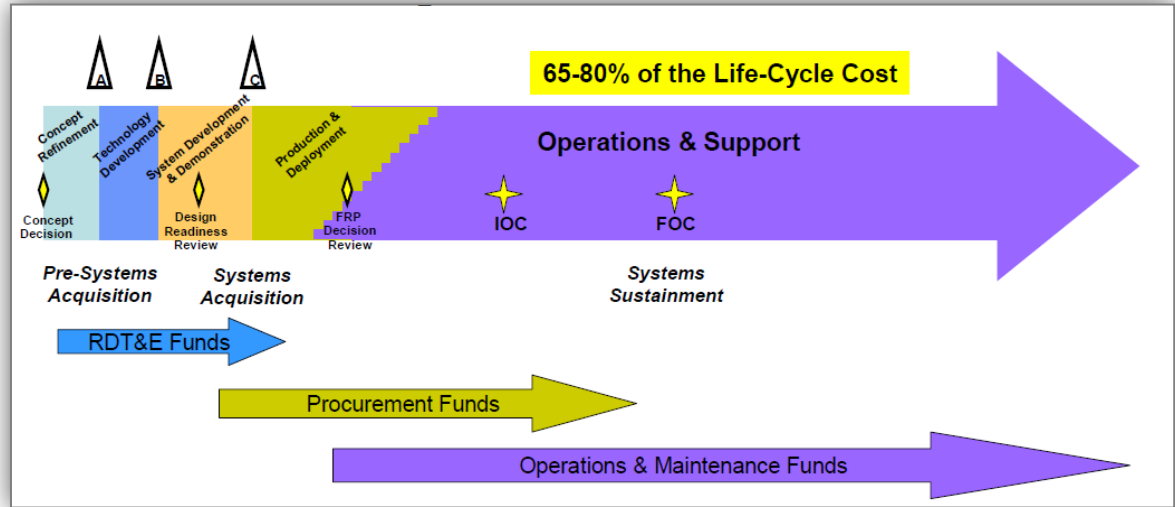 A
B
C
65-80% of the Life-Cycle Cost
Concept
Refinement
Technology
Development
System Development
& Demonstration
Production &
Deployment
Operations & Support
Concept
Decision
Design
Readiness
Review
FRP
Decision
Review
IOC
FOC
Pre-Systems
Acquisition
Systems
Acquisition
Systems
Sustainment
RDT&E Funds
Procurement Funds
Operations & Maintenance Funds